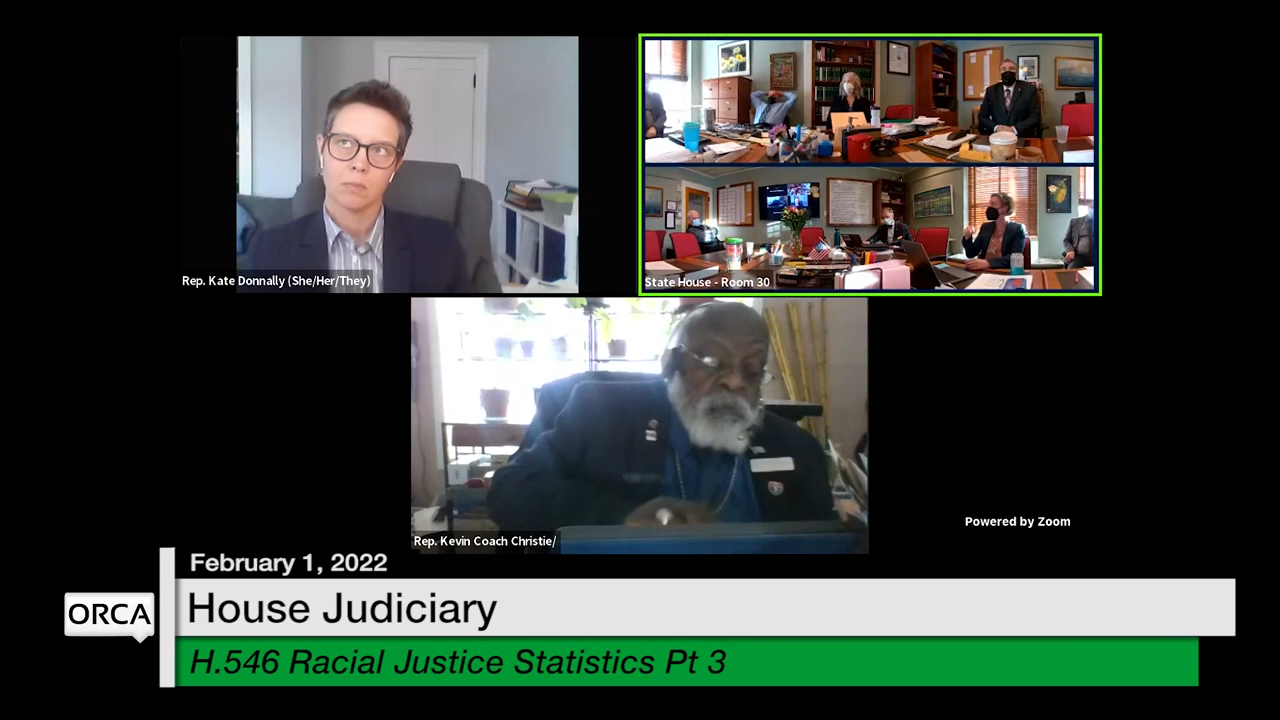 Rep. Kate Donnally (She/Her/They)
State House - Room 30
Rep. Kevin Coach Christie/
Powered by Zoom
February 1, 2022
ORCA
House Judiciary
H.546 Racial Justice Statistics Pt 3